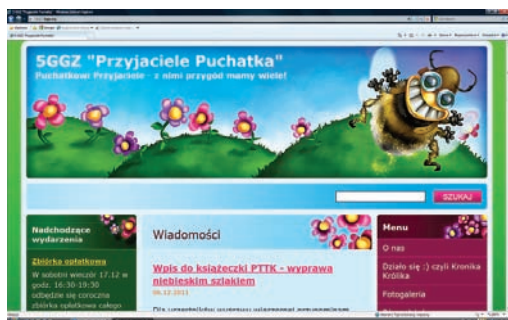 5GGZ "Przyjaciele Puchatka"
Puchatkowi Przyjaciele - z nimi przygód mamy wiele!
SZUKAJ
Nadchodzące
wydarzenia
Zbiórka opłatkowa
W sobotni wieczór 17.12 w
godz. 16:30-19:30
odbędzie się coroczna
zbiórka opłatkowa całego
Wiadomości
Wpis do książeczki PTTK - wyprawa
niebieskim szlakiem
06.12.2011
Menu
O nas
Działo się :) czyli Kronika
Królika
Fotogaleria